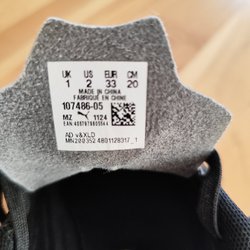 UK US EUR CM
1 2 33 20
MADE IN CHINA
FABRIQUÉ EN CHINE
107486-05
MZ 1124
AD v&XLD